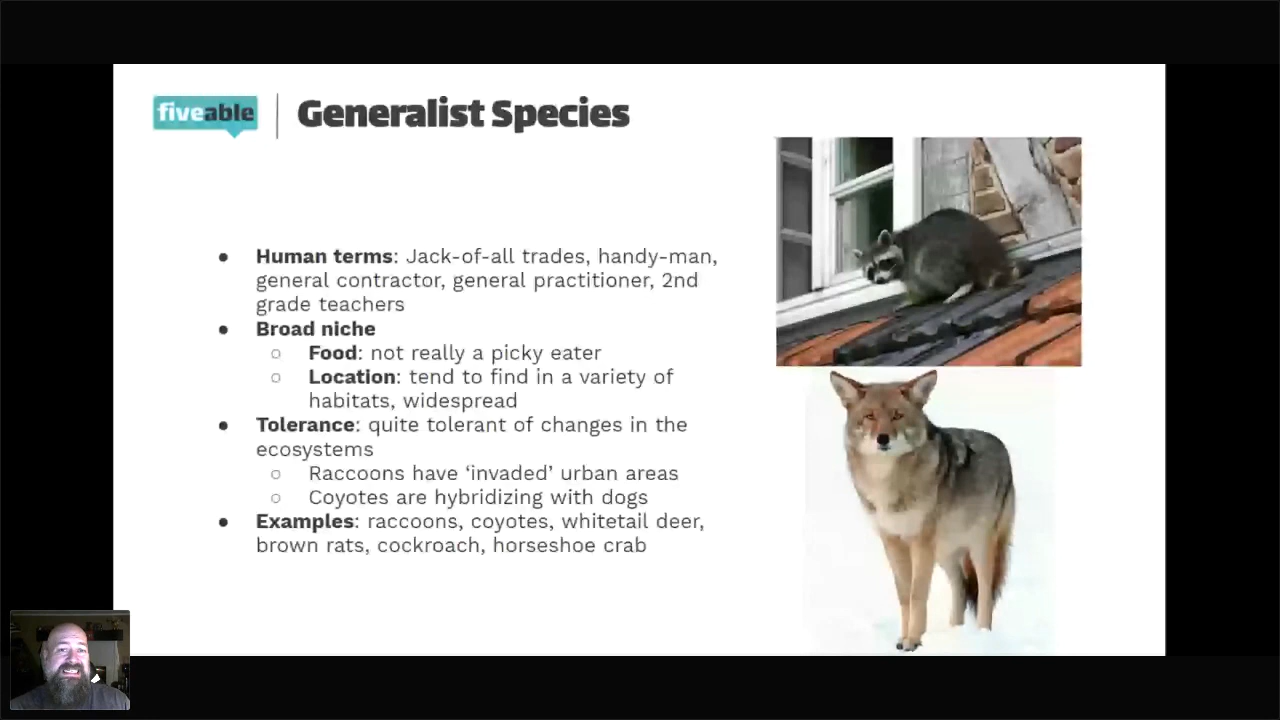 fiveable
Generalist Species
● Human terms: Jack-of-all trades, handy-man,
general contractor, general practitioner, 2nd
grade teachers
● Broad niche
○ Food: not really a picky eater
○ Location: tend to find in a variety of
habitats, widespread
● Tolerance: quite tolerant of changes in the
ecosystems
○ Raccoons have ‘invaded’ urban areas
○ Coyotes are hybridizing with dogs
● Examples: raccoons, coyotes, whitetail deer,
brown rats, cockroach, horseshoe crab